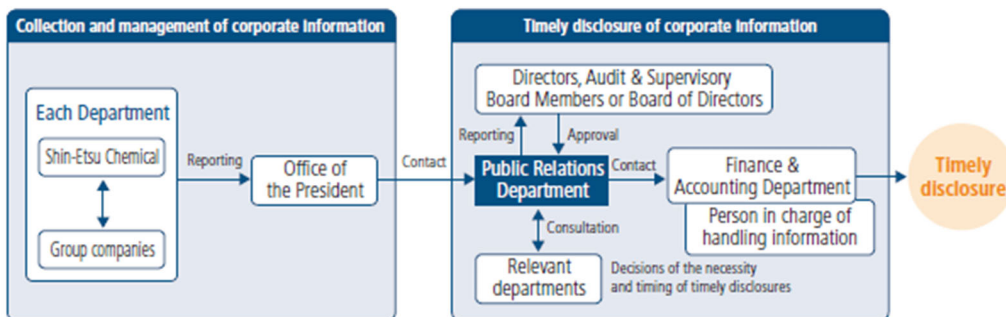 Collection and management of corporate information
Each Department
Shin-Etsu Chemical
Group companies
Reporting
Office of
the President
Contact
Timely disclosure of corporate information
Directors, Audit & Supervisory
Board Members or Board of Directors
Reporting
Approval
Public Relations
Department
Contact
Consultation
Relevant
departments
Decisions of the necessity
and timing of timely disclosures
Finance &
Accounting Department
Person in charge of
handling information
Timely
disclosure